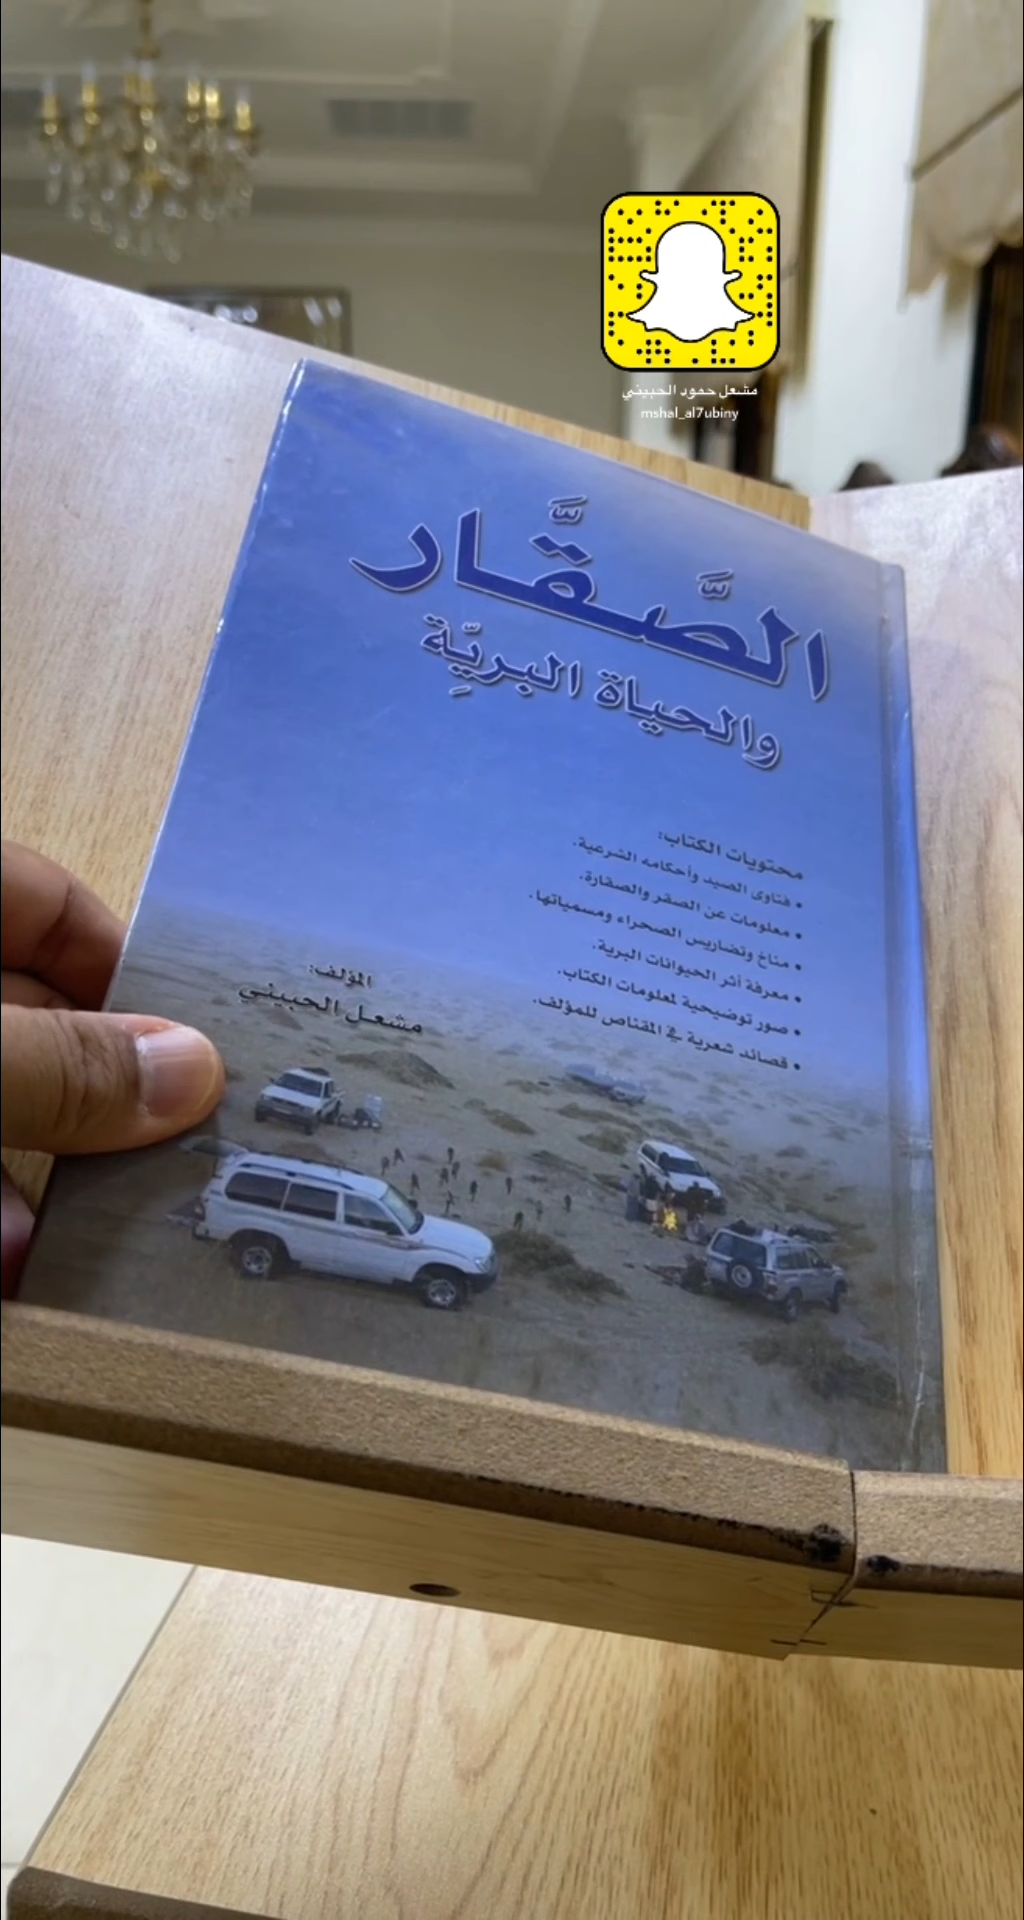 مشعل حمود الحبيني
mshal_al7ubiny
الصَّقَّار
والحياة البريِّة
محتويات الكتاب:
• فتاوى الصيد وأحكامه الشرعية.
• معلومات عن الصقر والصقارة.
• مناخ وتضاريس الصحراء ومسمياتها.
• معرفة أثر الحيوانات البرية.
• صور توضيحية لمعلومات الكتاب.
• قصائد شعرية في المقناص للمؤلف.
المؤلف:
مشعل الحبيني